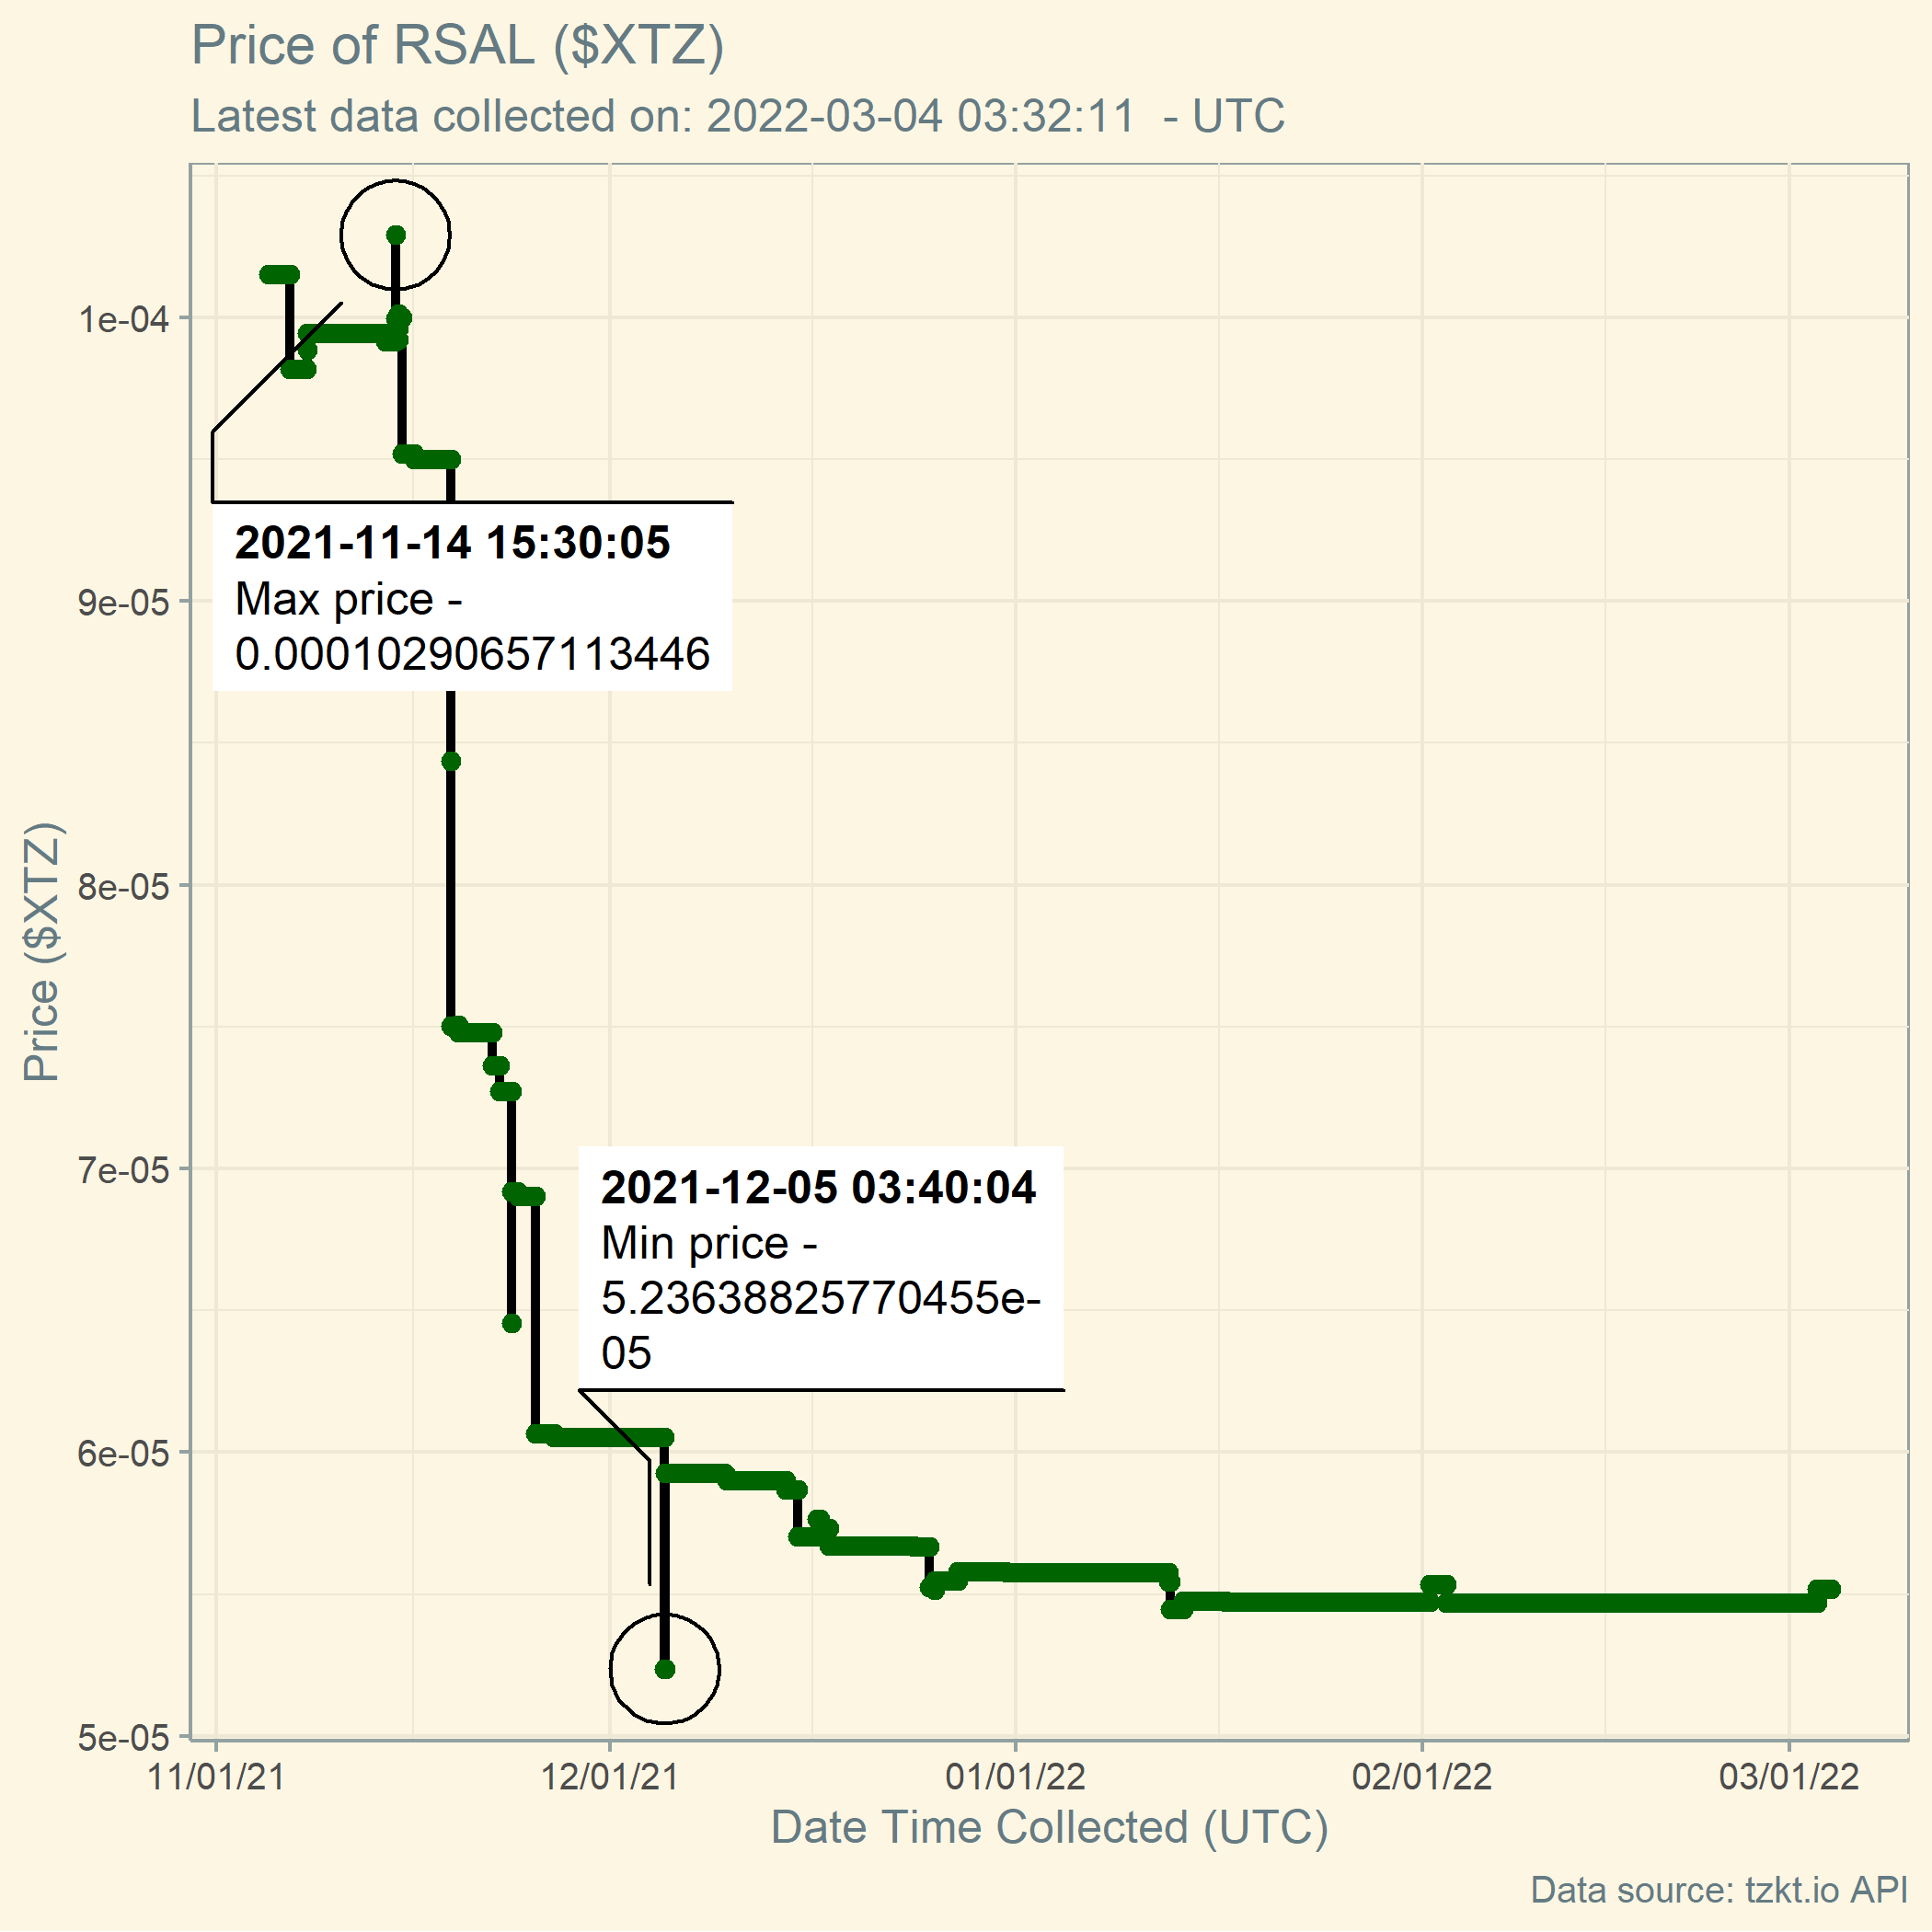 Price of RSAL ($XTZ)
Latest data collected on: 2022-03-04 03:32:11  - UTC
Price ($XTZ)
1e-04
9e-05
8e-05
7e-05
6e-05
5e-05
2021-11-14 15:30:05
Max price -
0.00010290657113446
2021-12-05 03:40:04
Min price -
5.23638825770455e-
05
11/01/21
12/01/21
01/01/22
02/01/22
03/01/22
Date Time Collected (UTC)
Data source: tzkt.io API